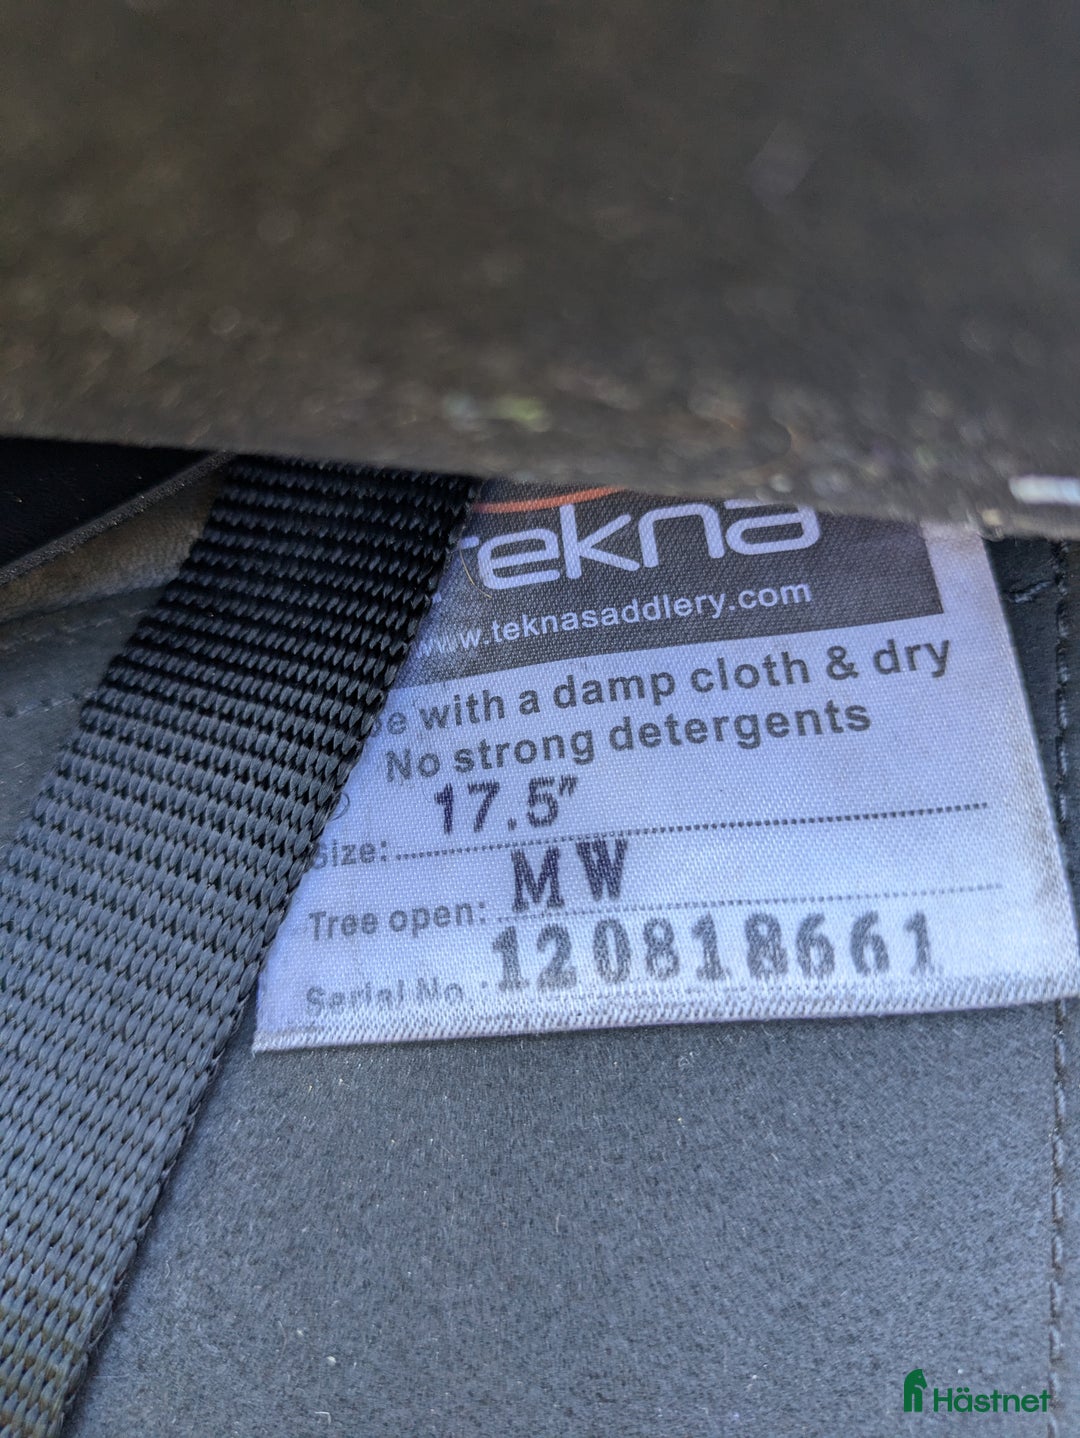 tekna
www.teknasaddlery.com
with a damp cloth & dry
No strong detergents
17.5"
Size:
MW
Tree open:
120818661
Serial No.
Hästnet